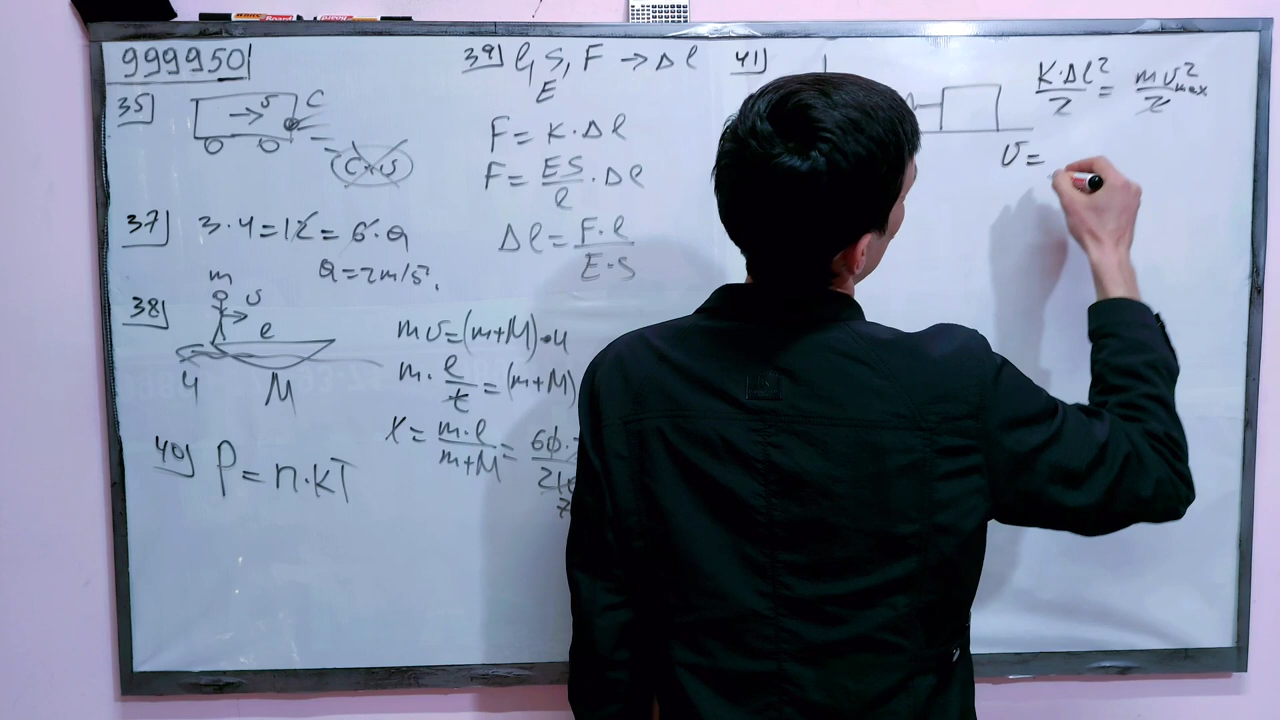 999950
35) υ C
C+υ
37) 3·4=12=6·a
a=2m/s².
38) m υ
l
u M
mυ=(m+M)·u
m· l/t =(m+M)
x= m·l/m+M = 60·
40) P=n·kT
39) l, S, F → Δl
E
F=K·Δl
F= ES/l ·Δl
Δl= F·l/E·S
41)
K·Δl²/2 = mυ²max/2
υ=